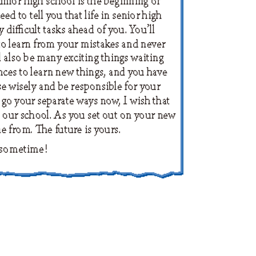 high school is the beginning of
need to tell you that life in senior high
difficult tasks ahead of you. You'll
to learn from your mistakes and never
also be many exciting things waiting
to learn new things, and you have
wisely and be responsible for your
go your separate ways now, I wish that
our school. As you set out on your new
from. The future is yours.
sometime!